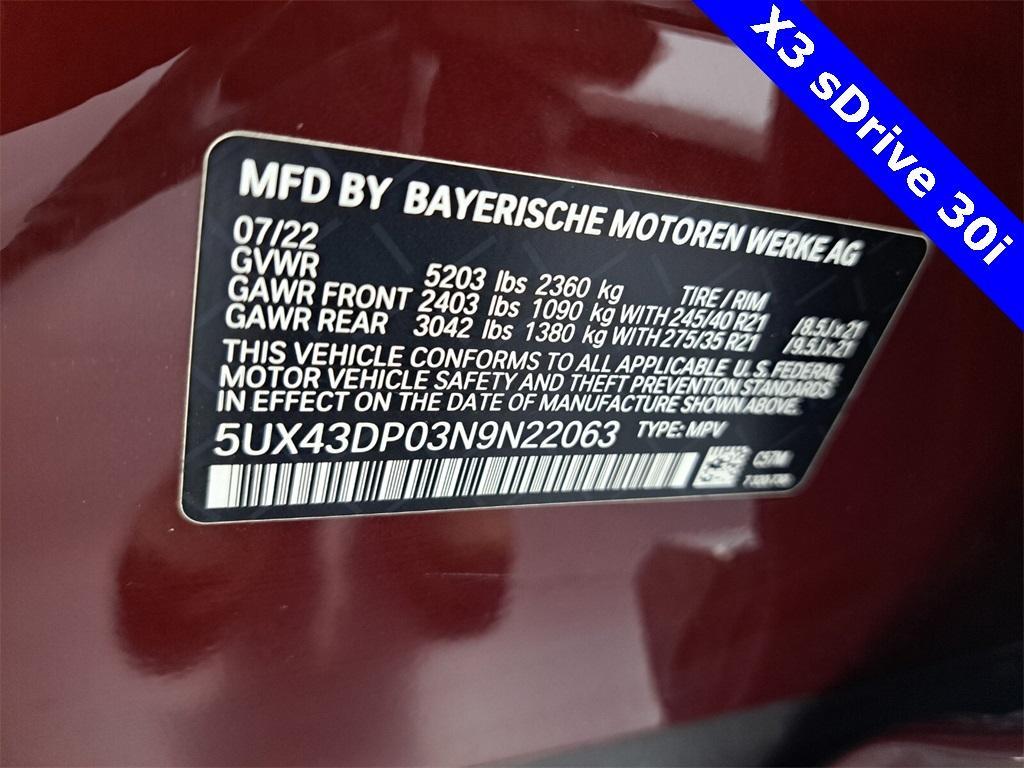 X3 sDrive 30i
MFD BY BAYERISCHE MOTOREN WERKE AG
07/22
GVWR 5203 lbs 2360 kg TIRE / RIM
GAWR FRONT 2403 lbs 1090 kg WITH 245/40 R21 /8.5J x 21
GAWR REAR 3042 lbs 1380 kg WITH 275/35 R21 /9.5J x 21
THIS VEHICLE CONFORMS TO ALL APPLICABLE U.S. FEDERAL
MOTOR VEHICLE SAFETY AND THEFT PREVENTION STANDARDS
IN EFFECT ON THE DATE OF MANUFACTURE SHOWN ABOVE.
5UX43DP03N9N22063 TYPE: MPV